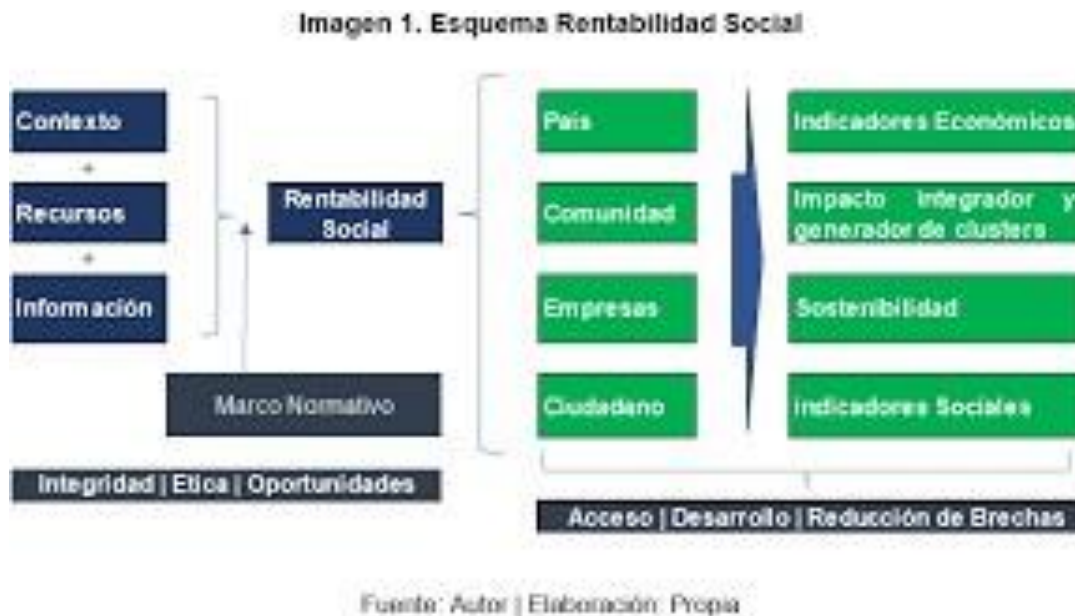 Imagen 1. Esquema Rentabilidad Social
Contexto
+
Recursos
+
Información
Rentabilidad
Social
Marco Normativo
Integridad | Etica | Oportunidades
País
Comunidad
Empresas
Ciudadano
Indicadores Económicos
Impacto integrador y
generador de clusters
Sostenibilidad
Indicadores Sociales
Acceso | Desarrollo | Reducción de Brechas
Fuente: Autor | Elaboración: Propia